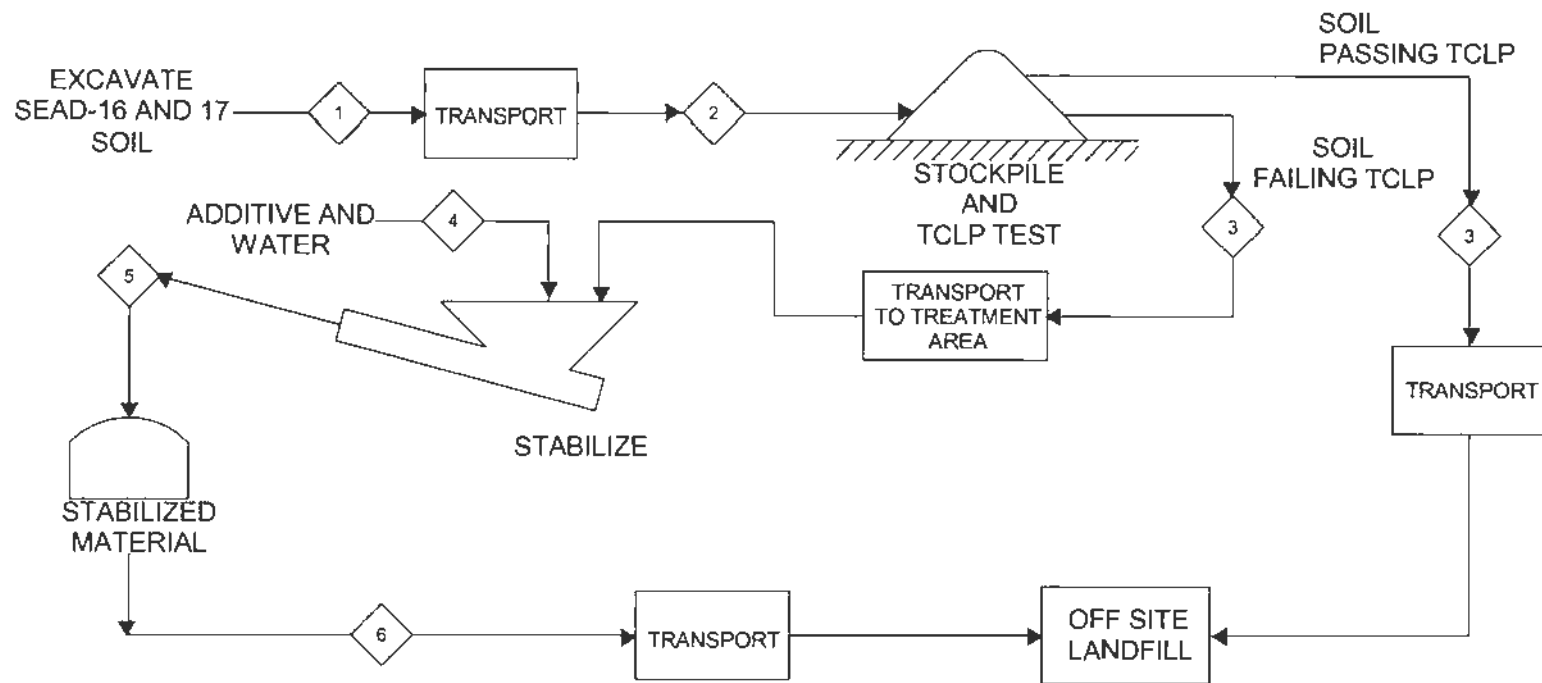 EXCAVATE
SEAD-16 AND 17
SOIL
1
TRANSPORT
2
STOCKPILE
AND
TCLP TEST
SOIL
PASSING TCLP
SOIL
FAILING TCLP
3
3
TRANSPORT
TO TREATMENT
AREA
TRANSPORT
ADDITIVE AND
WATER
4
5
STABILIZE
STABILIZED
MATERIAL
6
TRANSPORT
OFF SITE
LANDFILL